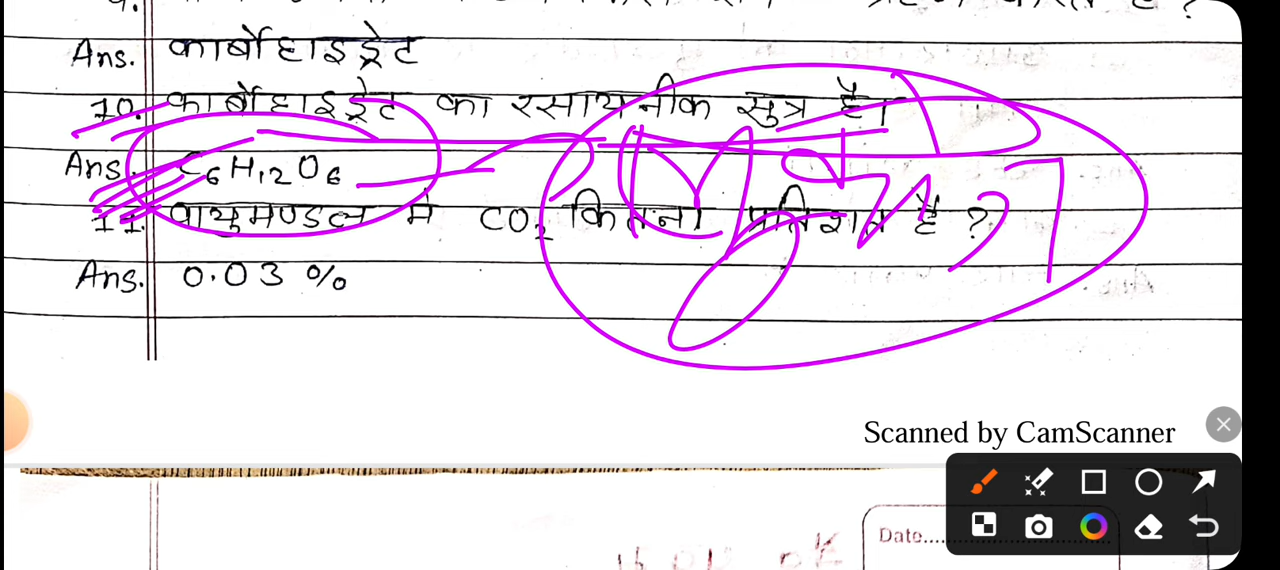 Ans. कार्बोहाइड्रेट
10. कार्बोहाइड्रेट का रसायनीक सुत्र है।
Ans. C6H12O6
11. वायुमण्डल मे CO2 कितना प्रतिशत है ?
Ans. 0.03 %
Scanned by CamScanner
Date......